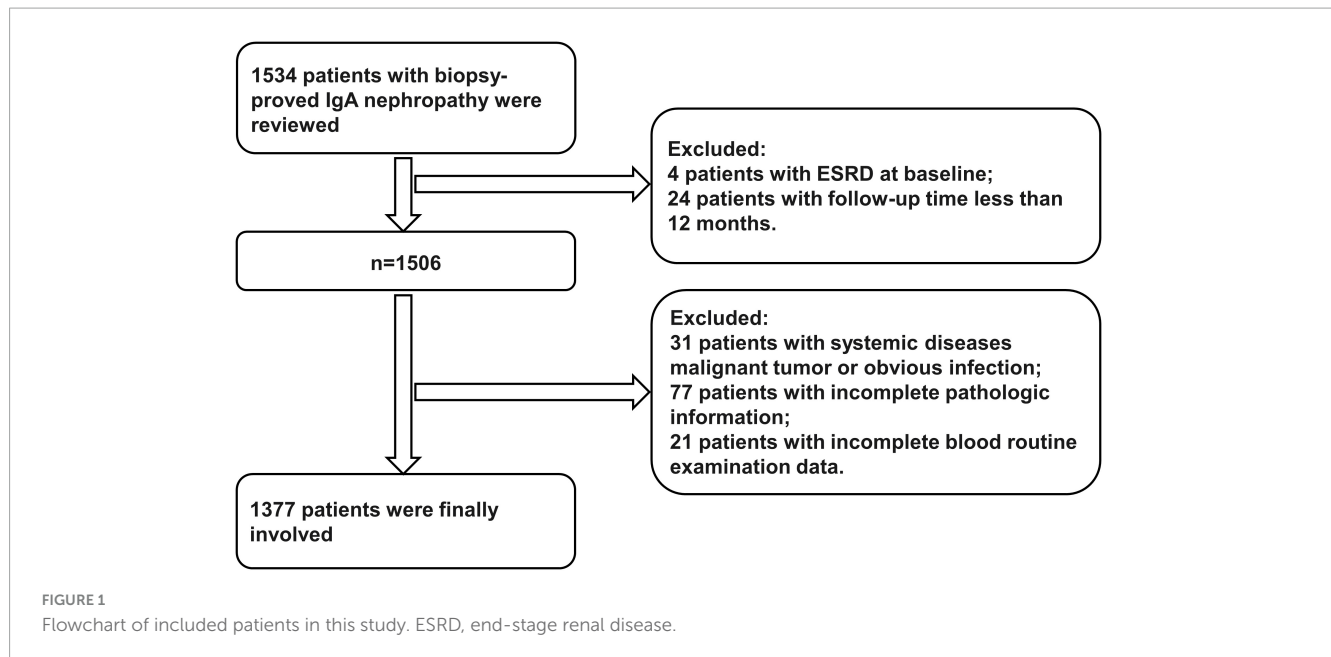 1534 patients with biopsy-
proved IgA nephropathy were
reviewed
Excluded:
4 patients with ESRD at baseline;
24 patients with follow-up time less than
12 months.
n=1506
Excluded:
31 patients with systemic diseases
malignant tumor or obvious infection;
77 patients with incomplete pathologic
information;
21 patients with incomplete blood routine
examination data.
1377 patients were finally
involved
FIGURE 1
Flowchart of included patients in this study. ESRD, end-stage renal disease.